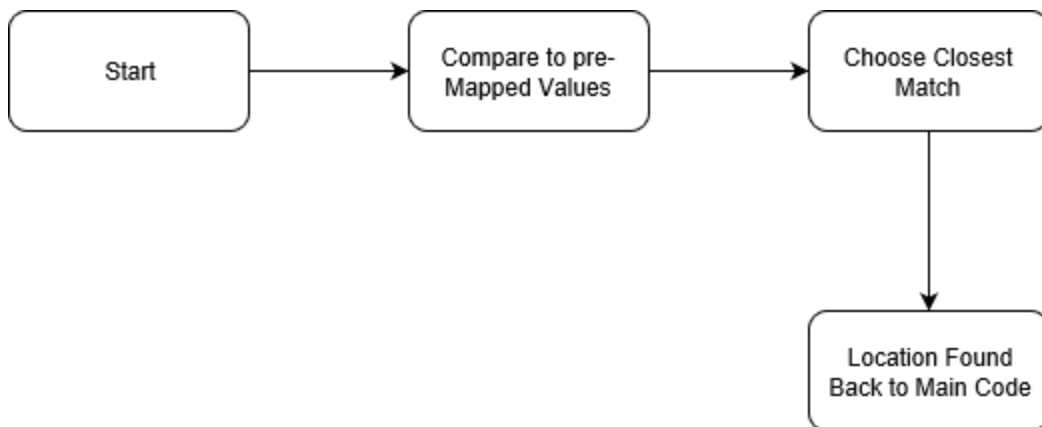 Start
Compare to pre-
Mapped Values
Choose Closest
Match
Location Found
Back to Main Code